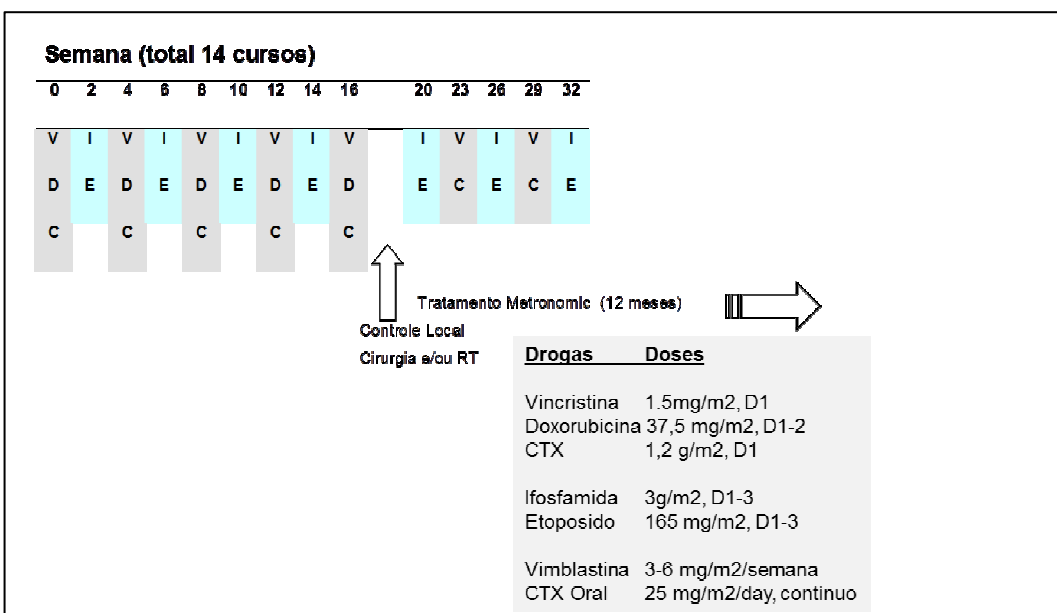 Semana (total 14 cursos)
0 2 4 6 8 10 12 14 16 20 23 26 29 32
V I V I V I V I V I V I V I
D E D E D E D E D E C E C E
C C C C C
Tratamento Metronomic (12 meses)
Controle Local
Cirurgia e/ou RT
Drogas Doses
Vincristina 1.5mg/m2, D1
Doxorubicina 37,5 mg/m2, D1-2
CTX 1,2 g/m2, D1
Ifosfamida 3g/m2, D1-3
Etoposido 165 mg/m2, D1-3
Vimblastina 3-6 mg/m2/semana
CTX Oral 25 mg/m2/day, continuo